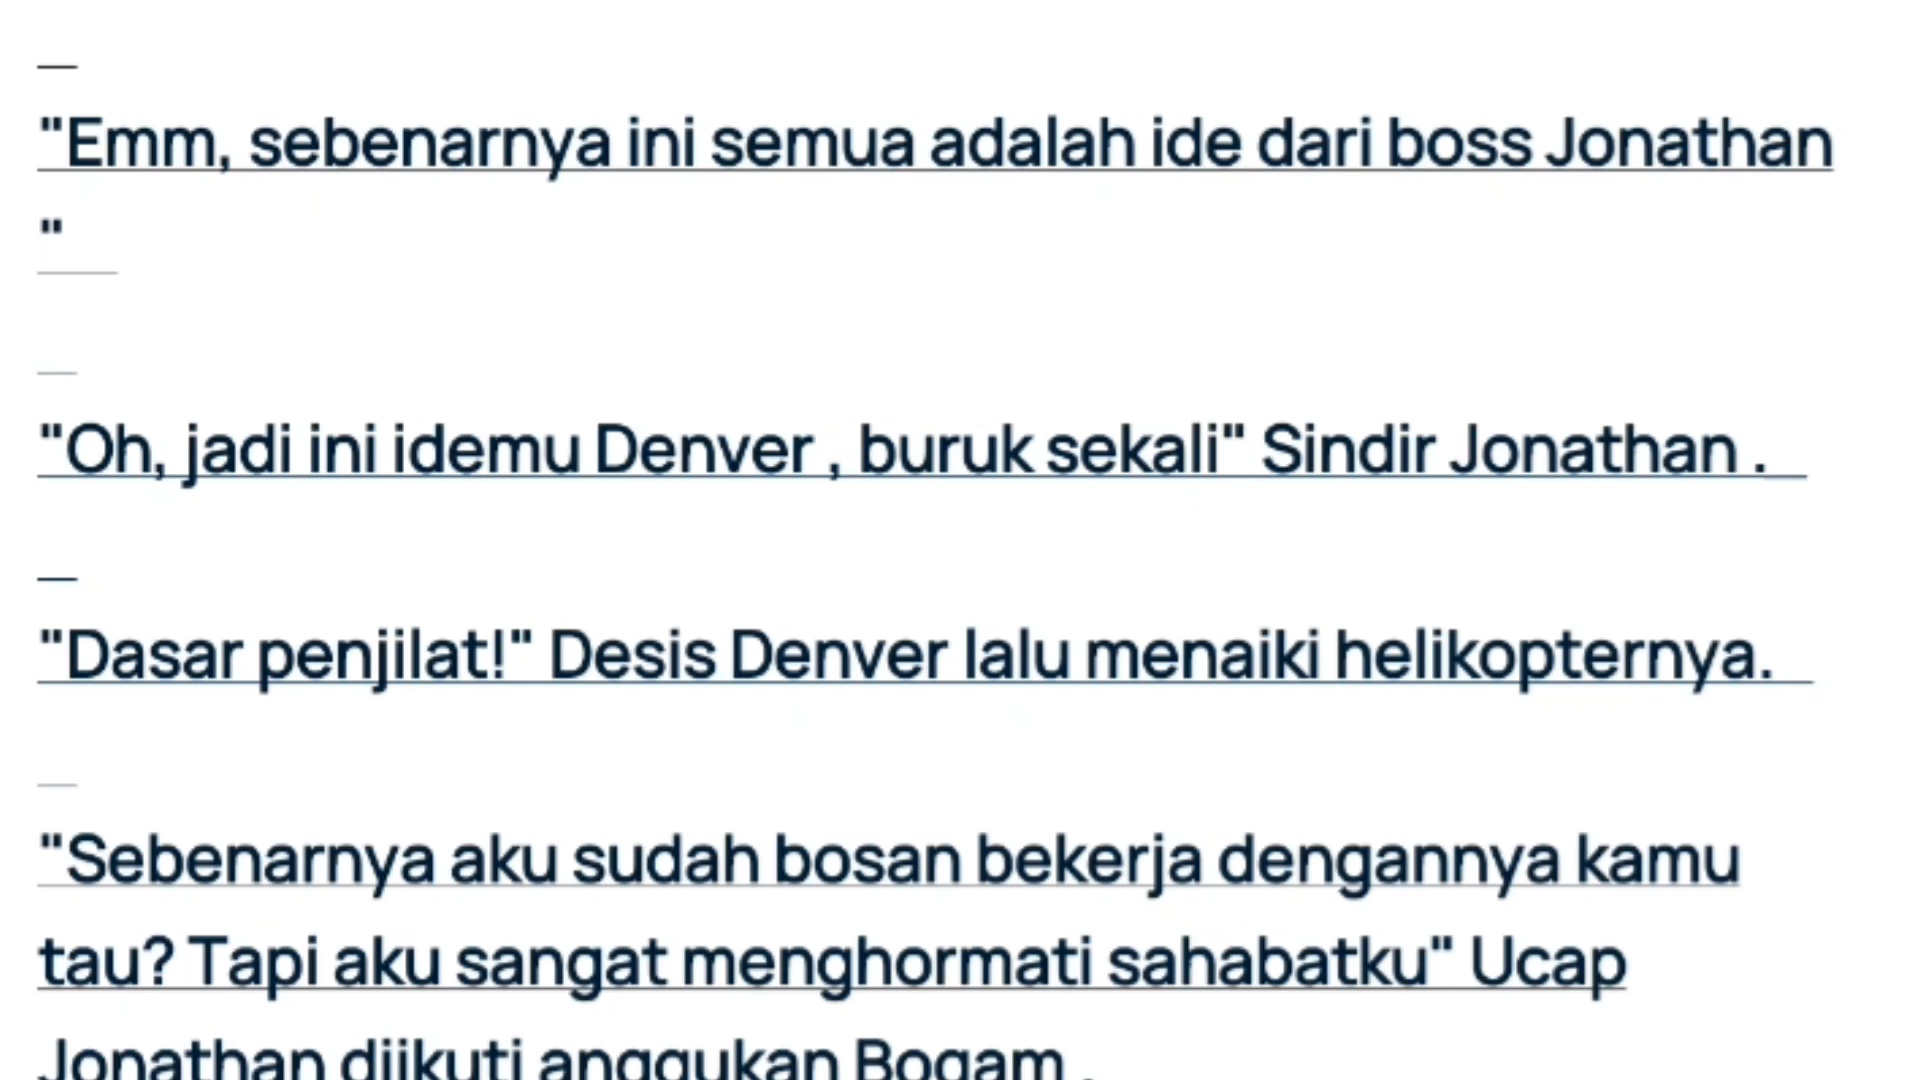 "Emm, sebenarnya ini semua adalah ide dari boss Jonathan
"
"Oh, jadi ini idemu Denver , buruk sekali" Sindir Jonathan .
"Dasar penjilat!" Desis Denver lalu menaiki helikopternya.
"Sebenarnya aku sudah bosan bekerja dengannya kamu
tau? Tapi aku sangat menghormati sahabatku" Ucap
Jonathan diikuti anggukan Bogam .